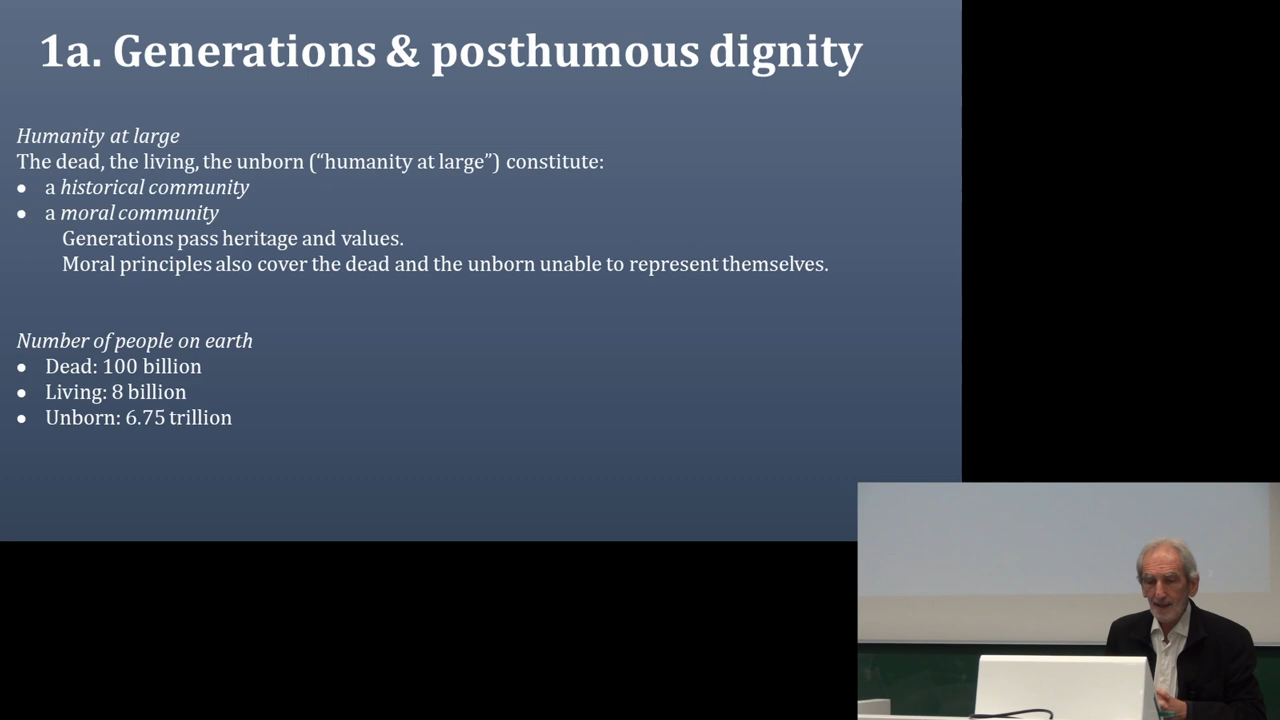 1a. Generations & posthumous dignity
Humanity at large
The dead, the living, the unborn (“humanity at large”) constitute:
• a historical community
• a moral community
Generations pass heritage and values.
Moral principles also cover the dead and the unborn unable to represent themselves.
Number of people on earth
• Dead: 100 billion
• Living: 8 billion
• Unborn: 6.75 trillion